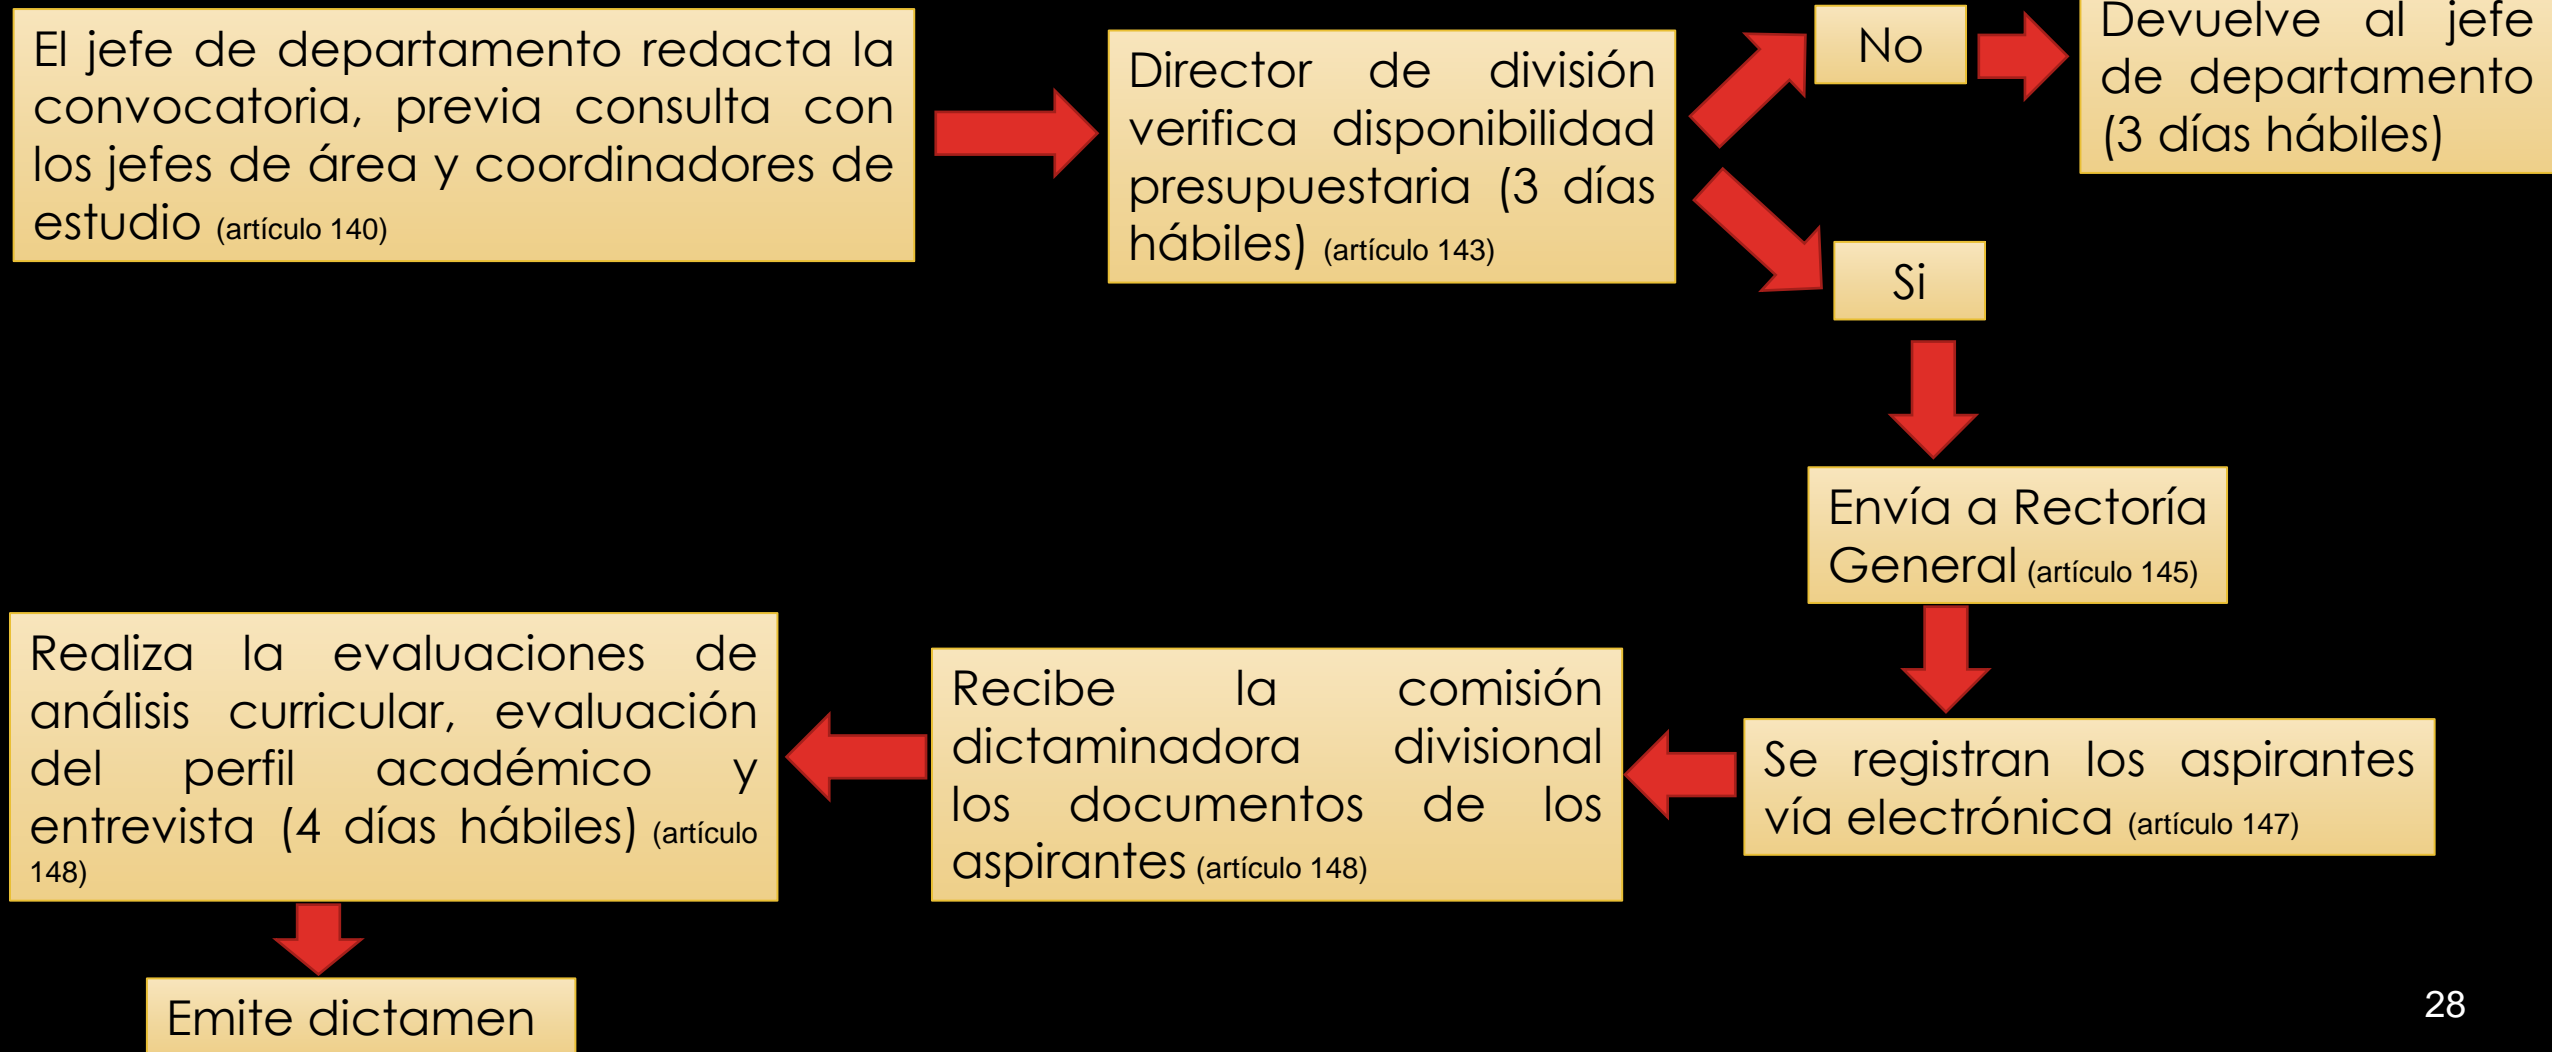 El jefe de departamento redacta la
convocatoria, previa consulta con
los jefes de área y coordinadores de
estudio (artículo 140)
Director de división
verifica disponibilidad
presupuestaria (3 días
hábiles) (artículo 143)
No
Devuelve al jefe
de departamento
(3 días hábiles)
Si
Envía a Rectoría
General (artículo 145)
Se registran los aspirantes
vía electrónica (artículo 147)
Recibe la comisión
dictaminadora divisional
los documentos de los
aspirantes (artículo 148)
Realiza la evaluaciones de
análisis curricular, evaluación
del perfil académico y
entrevista (4 días hábiles) (artículo
148)
Emite dictamen
28